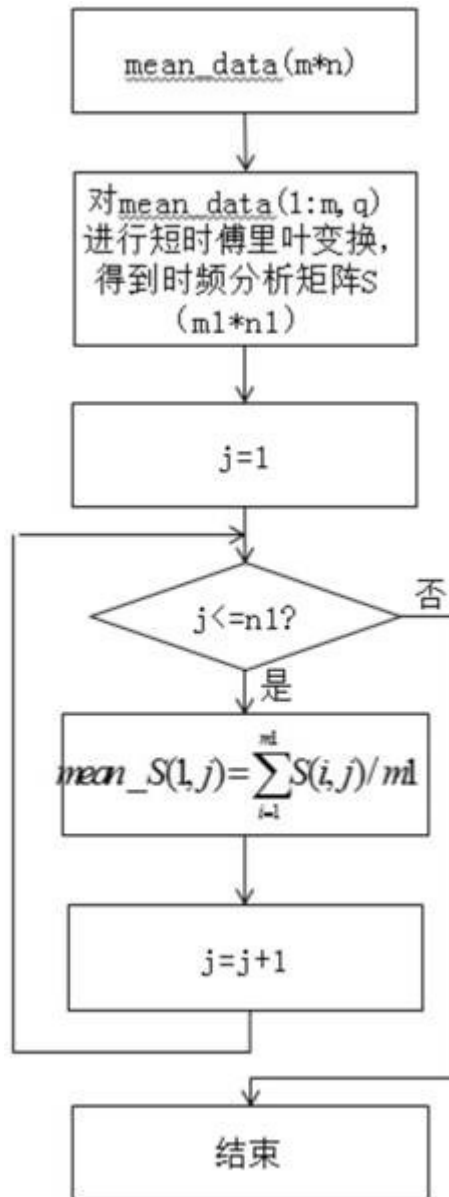 mean_data(m*n)
对mean_data(1:m,q)
进行短时傅里叶变换,
得到时频分析矩阵S
(m1*n1)
j=1
j<=n1?
否
是
mean_S(1,j)=∑_{i=1}^{m1}S(i,j)/m1
j=j+1
结束